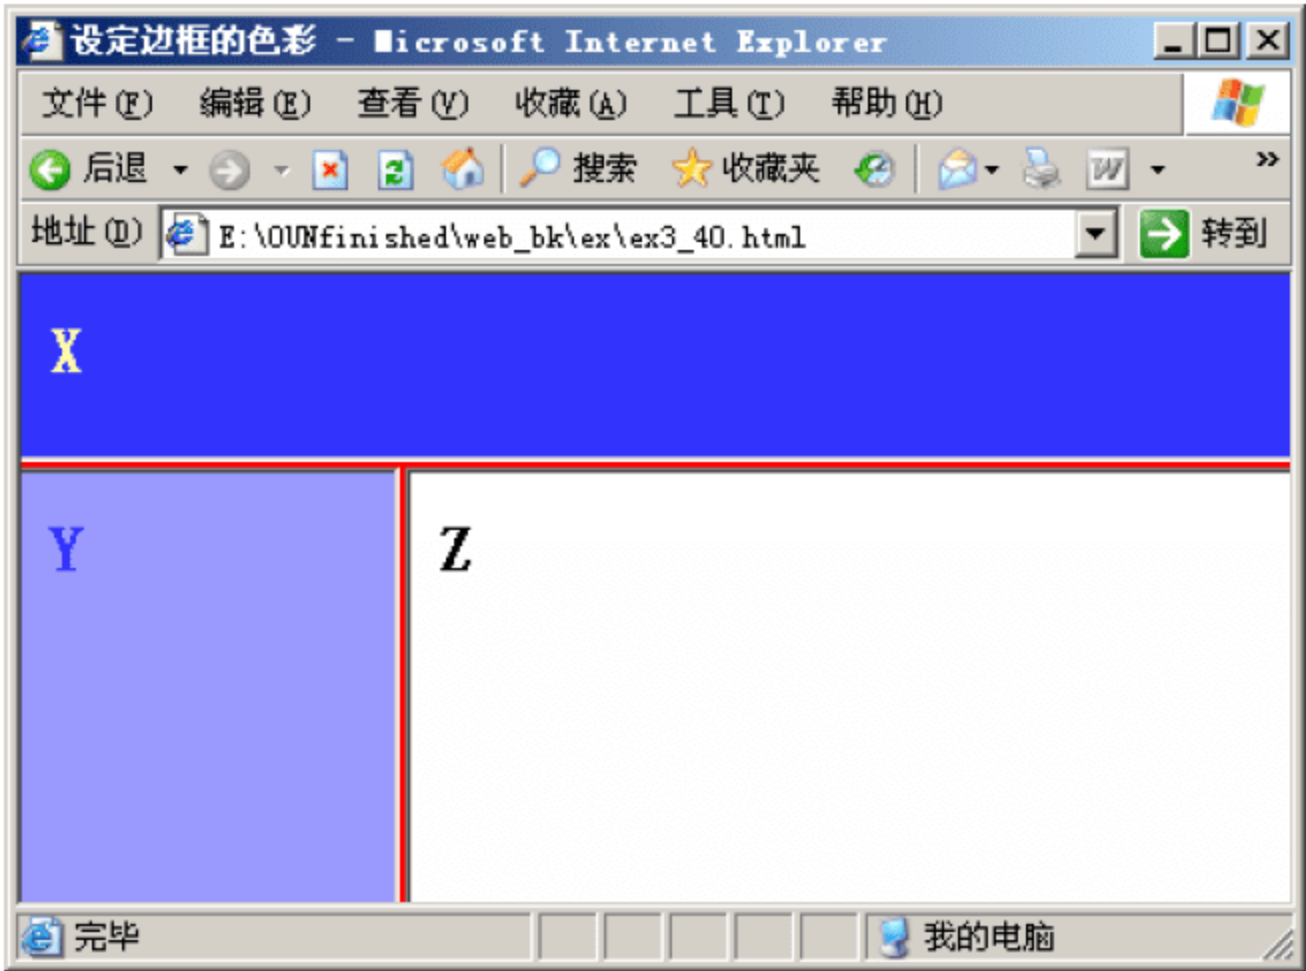 设定边框的色彩 - Microsoft Internet Explorer
文件(F) 编辑(E) 查看(V) 收藏(A) 工具(T) 帮助(H)
后退 搜索 收藏夹 W »
地址(D) E:\OUNfinished\web_bk\ex\ex3_40.html 转到
X
Y Z
完毕 我的电脑